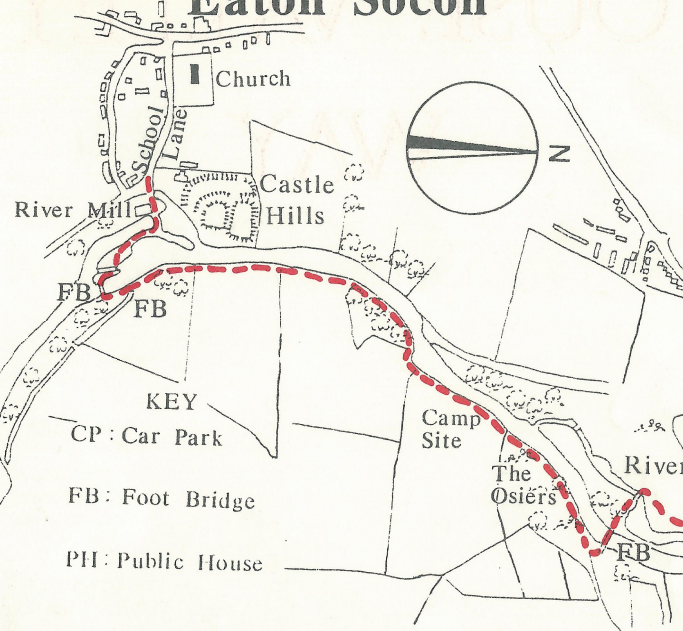 Eaton Socon
Church
School
Lane
Castle
Hills
N
River Mill
FB
FB
KEY
CP : Car Park
FB : Foot Bridge
PH : Public House
Camp
Site
The
Osiers
River
FB